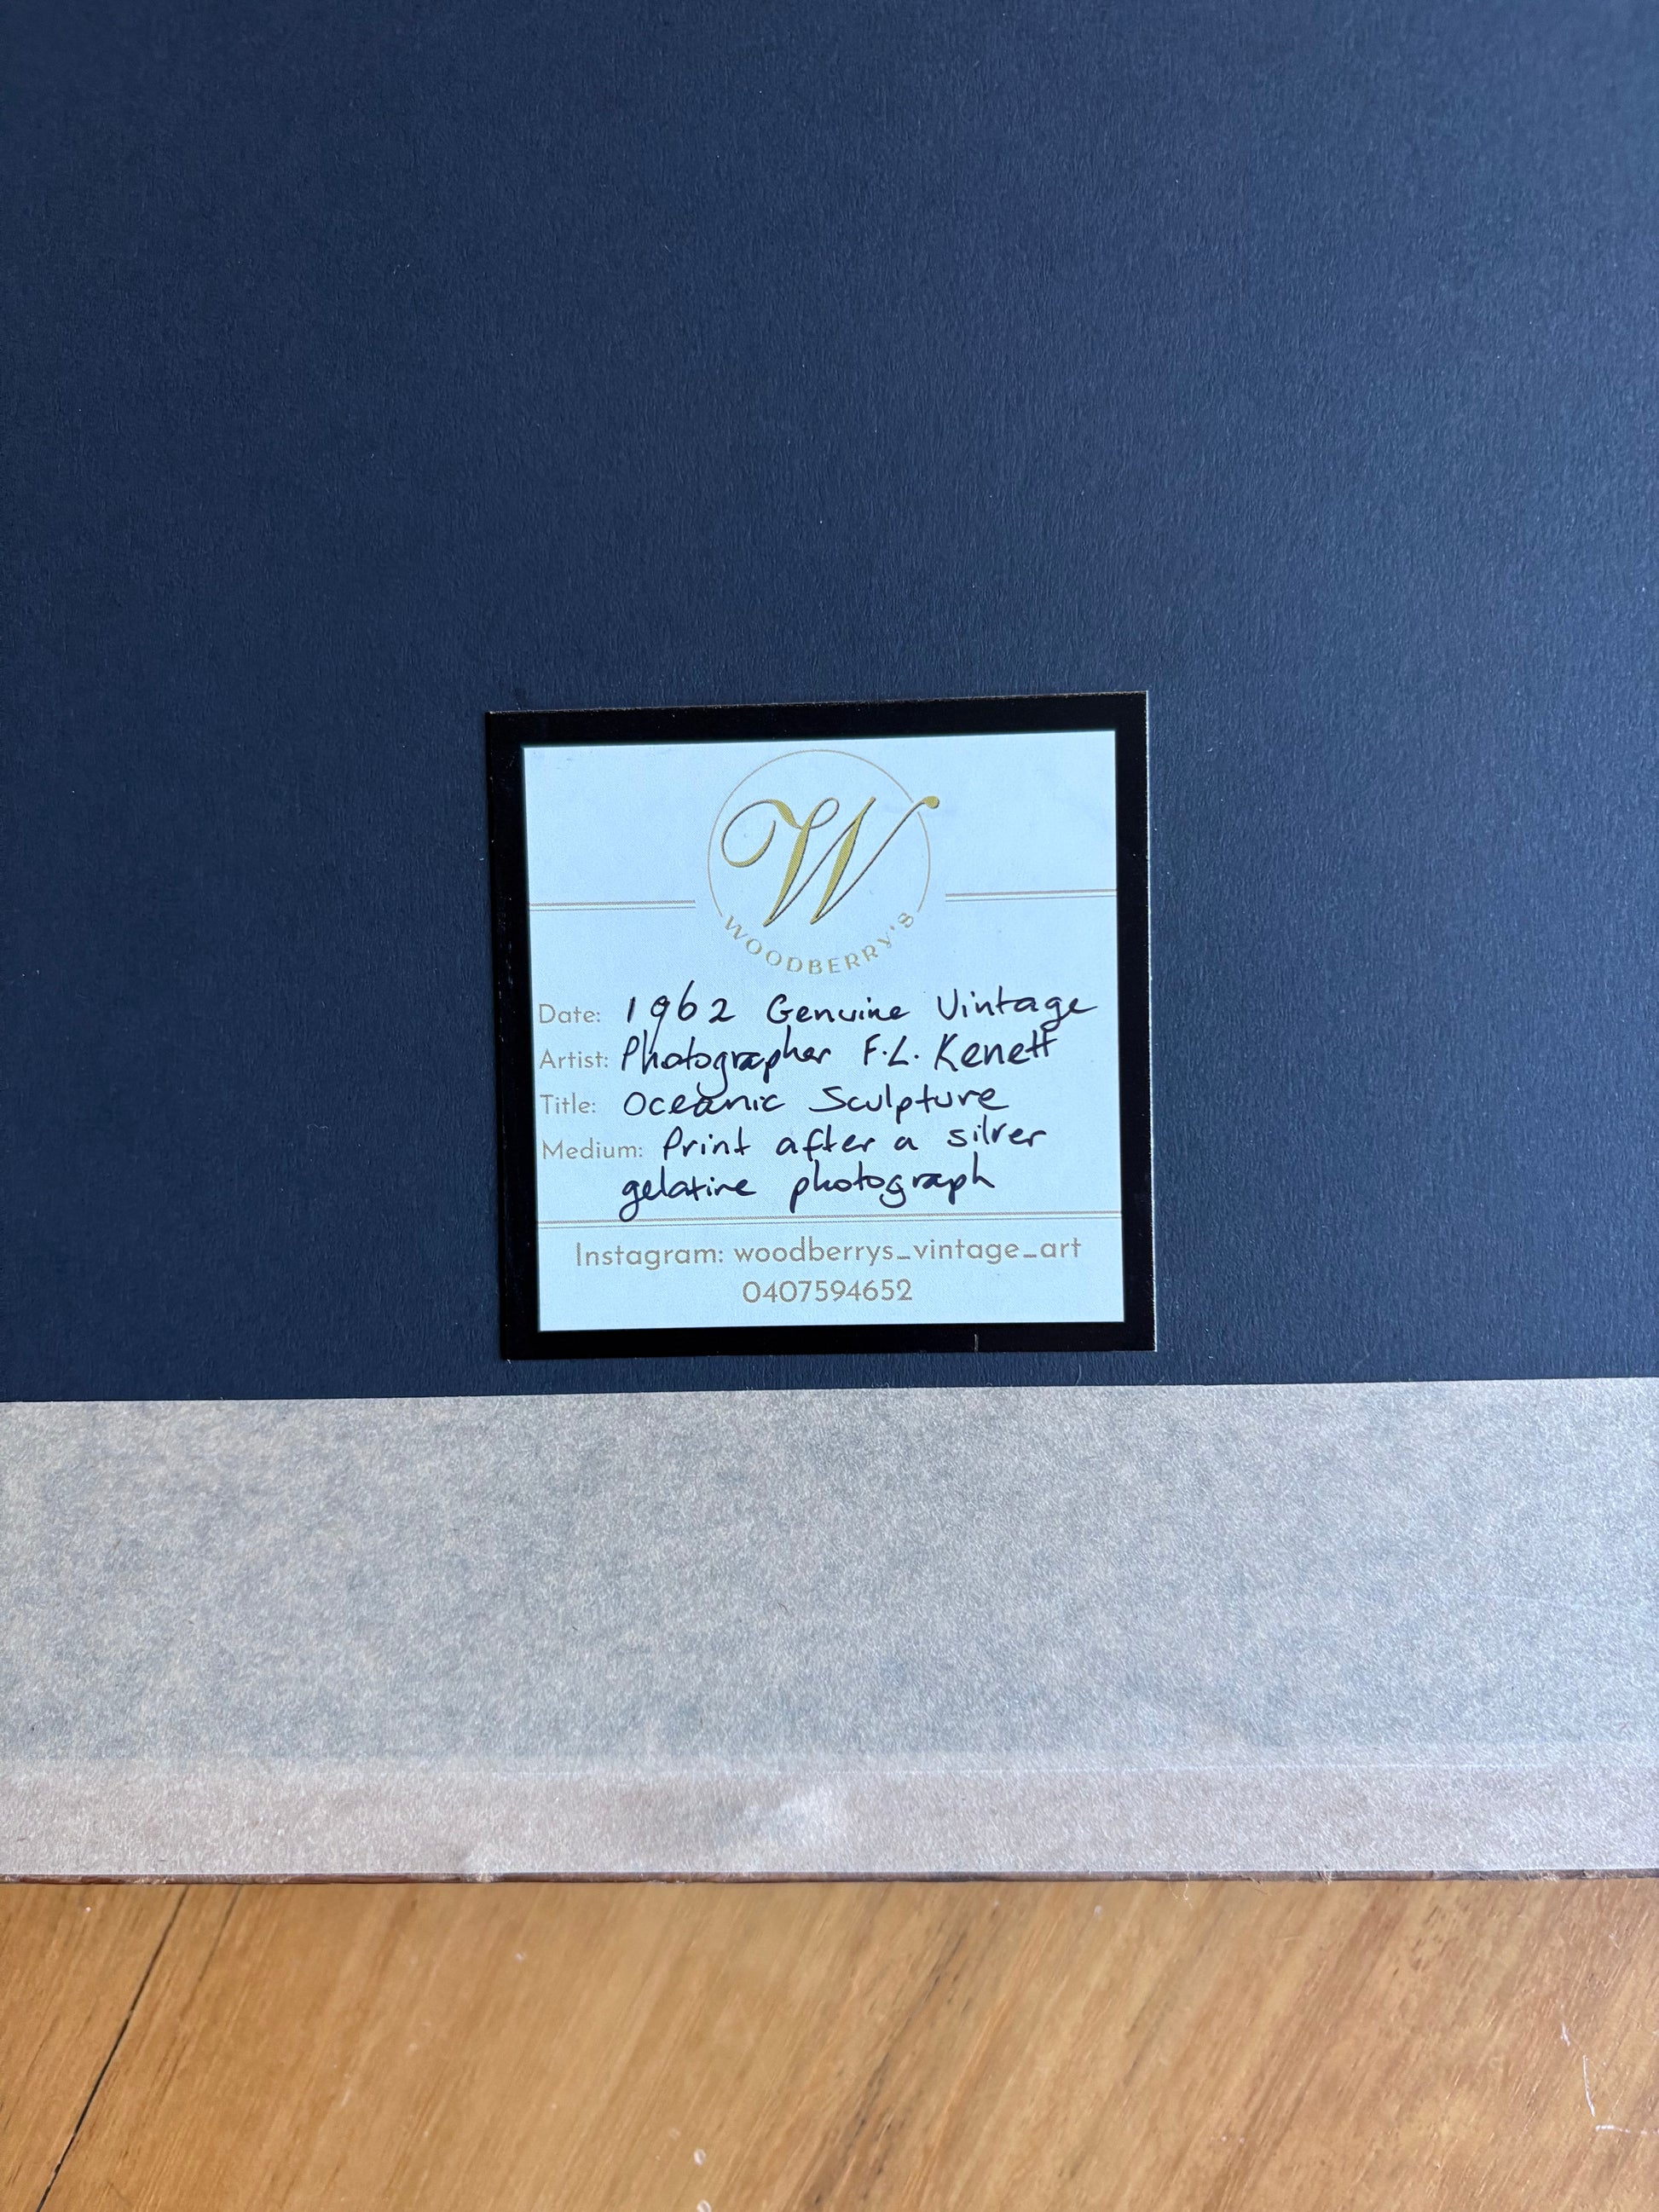 W
WOODBERRY'S
Date: 1962 Genuine Vintage
Artist: Photographer F.L. Kenett
Title: Oceanic Sculpture
Medium: Print after a silver
gelatine photograph
Instagram: woodberrys_vintage_art
0407594652